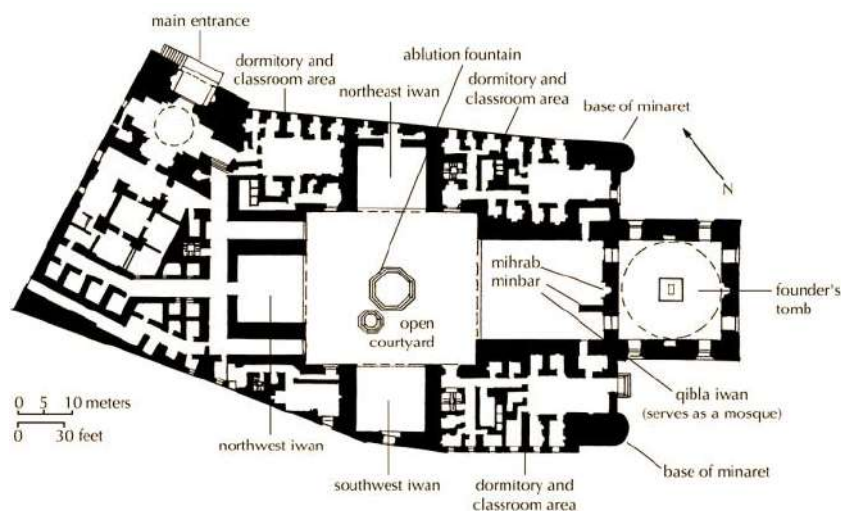 main entrance
dormitory and
classroom area
ablution fountain
northeast iwan
dormitory and
classroom area
base of minaret
N
mihrab
minbar
founder's
tomb
open
courtyard
qibla iwan
(serves as a mosque)
0 5 10 meters
0 30 feet
northwest iwan
southwest iwan
dormitory and
classroom area
base of minaret